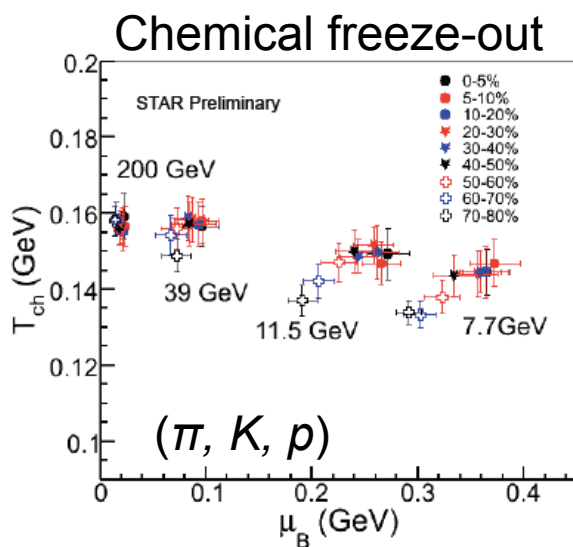 Chemical freeze-out
0.2
STAR Preliminary
0-5%
5-10%
10-20%
20-30%
30-40%
40-50%
50-60%
60-70%
70-80%
0.18
200 GeV
0.16
T_ch (GeV)
39 GeV
0.14
11.5 GeV
7.7GeV
0.12
0.1
(π, K, p)
0
0.1
0.2
0.3
0.4
μ_B (GeV)